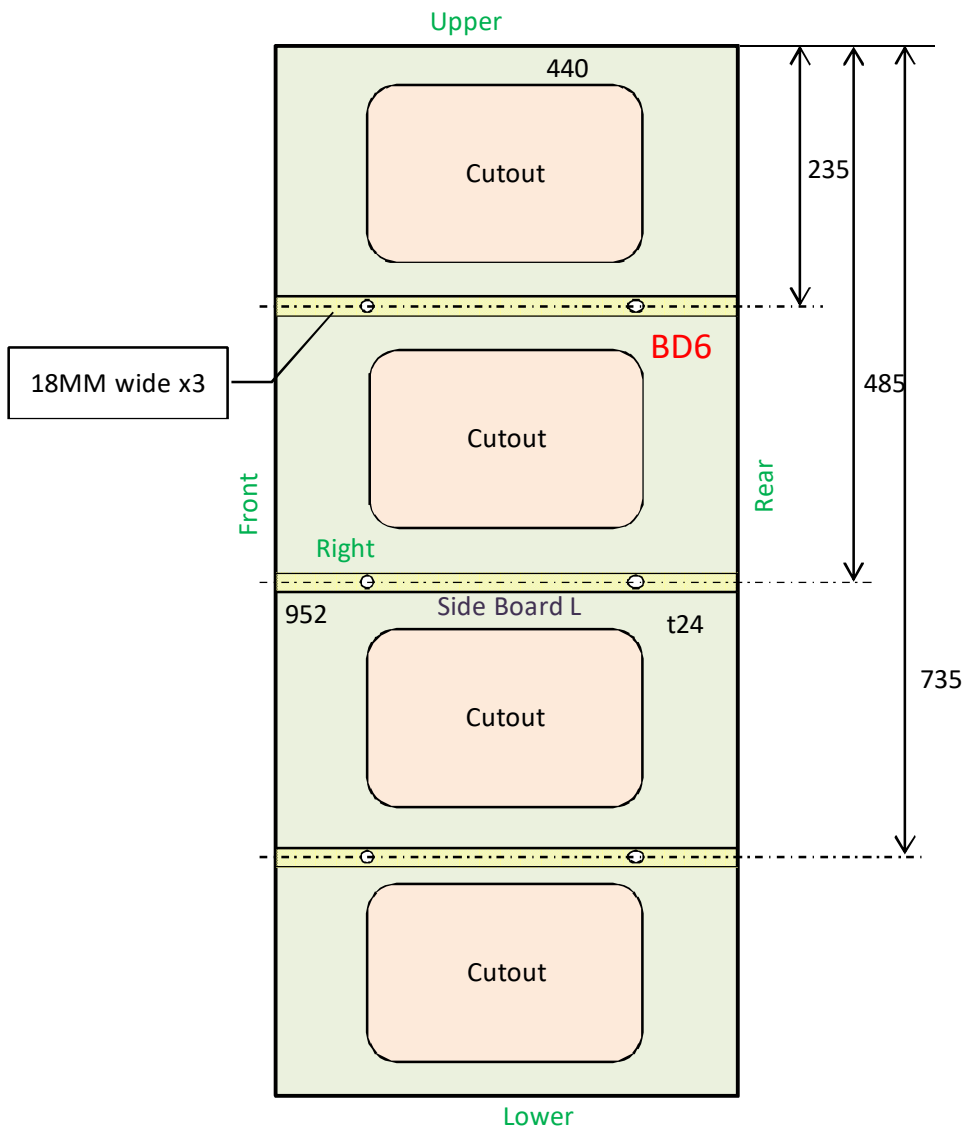 Upper
440
Cutout
235
BD6
18MM wide x3
485
Cutout
Front
Rear
Right
952
Side Board L
t24
735
Cutout
Cutout
Lower